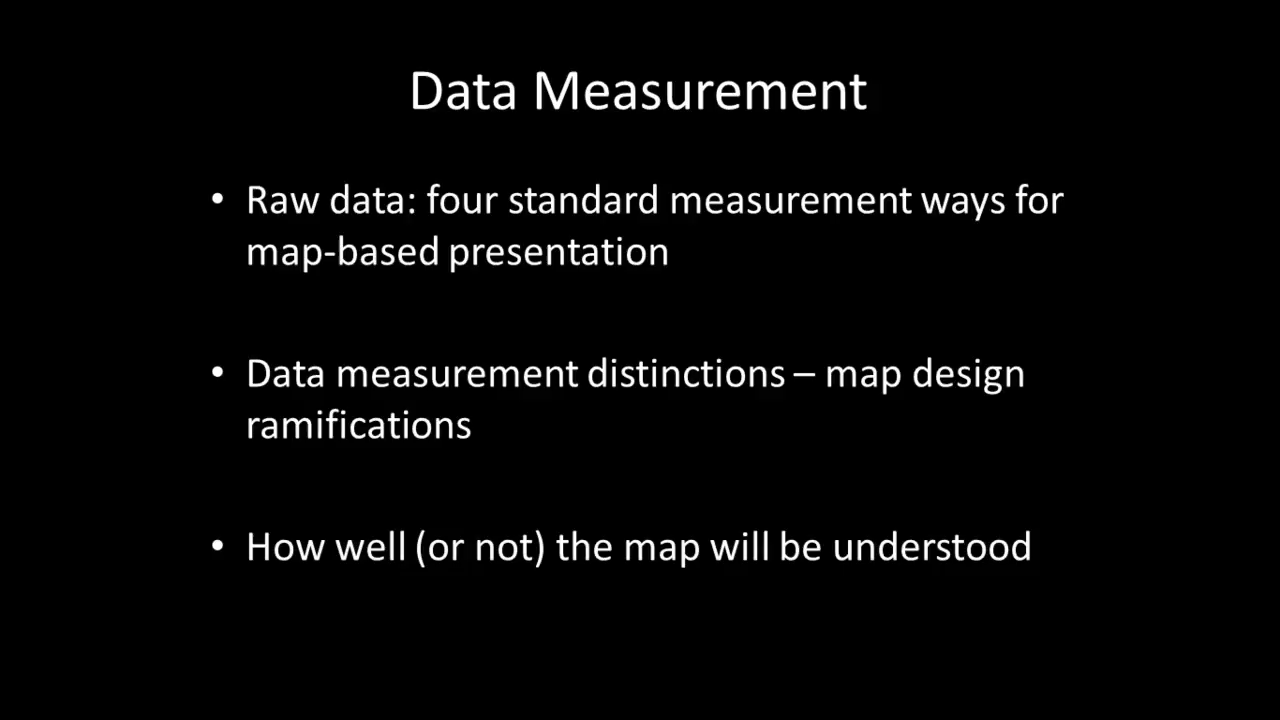 Data Measurement
• Raw data: four standard measurement ways for
map-based presentation
• Data measurement distinctions – map design
ramifications
• How well (or not) the map will be understood